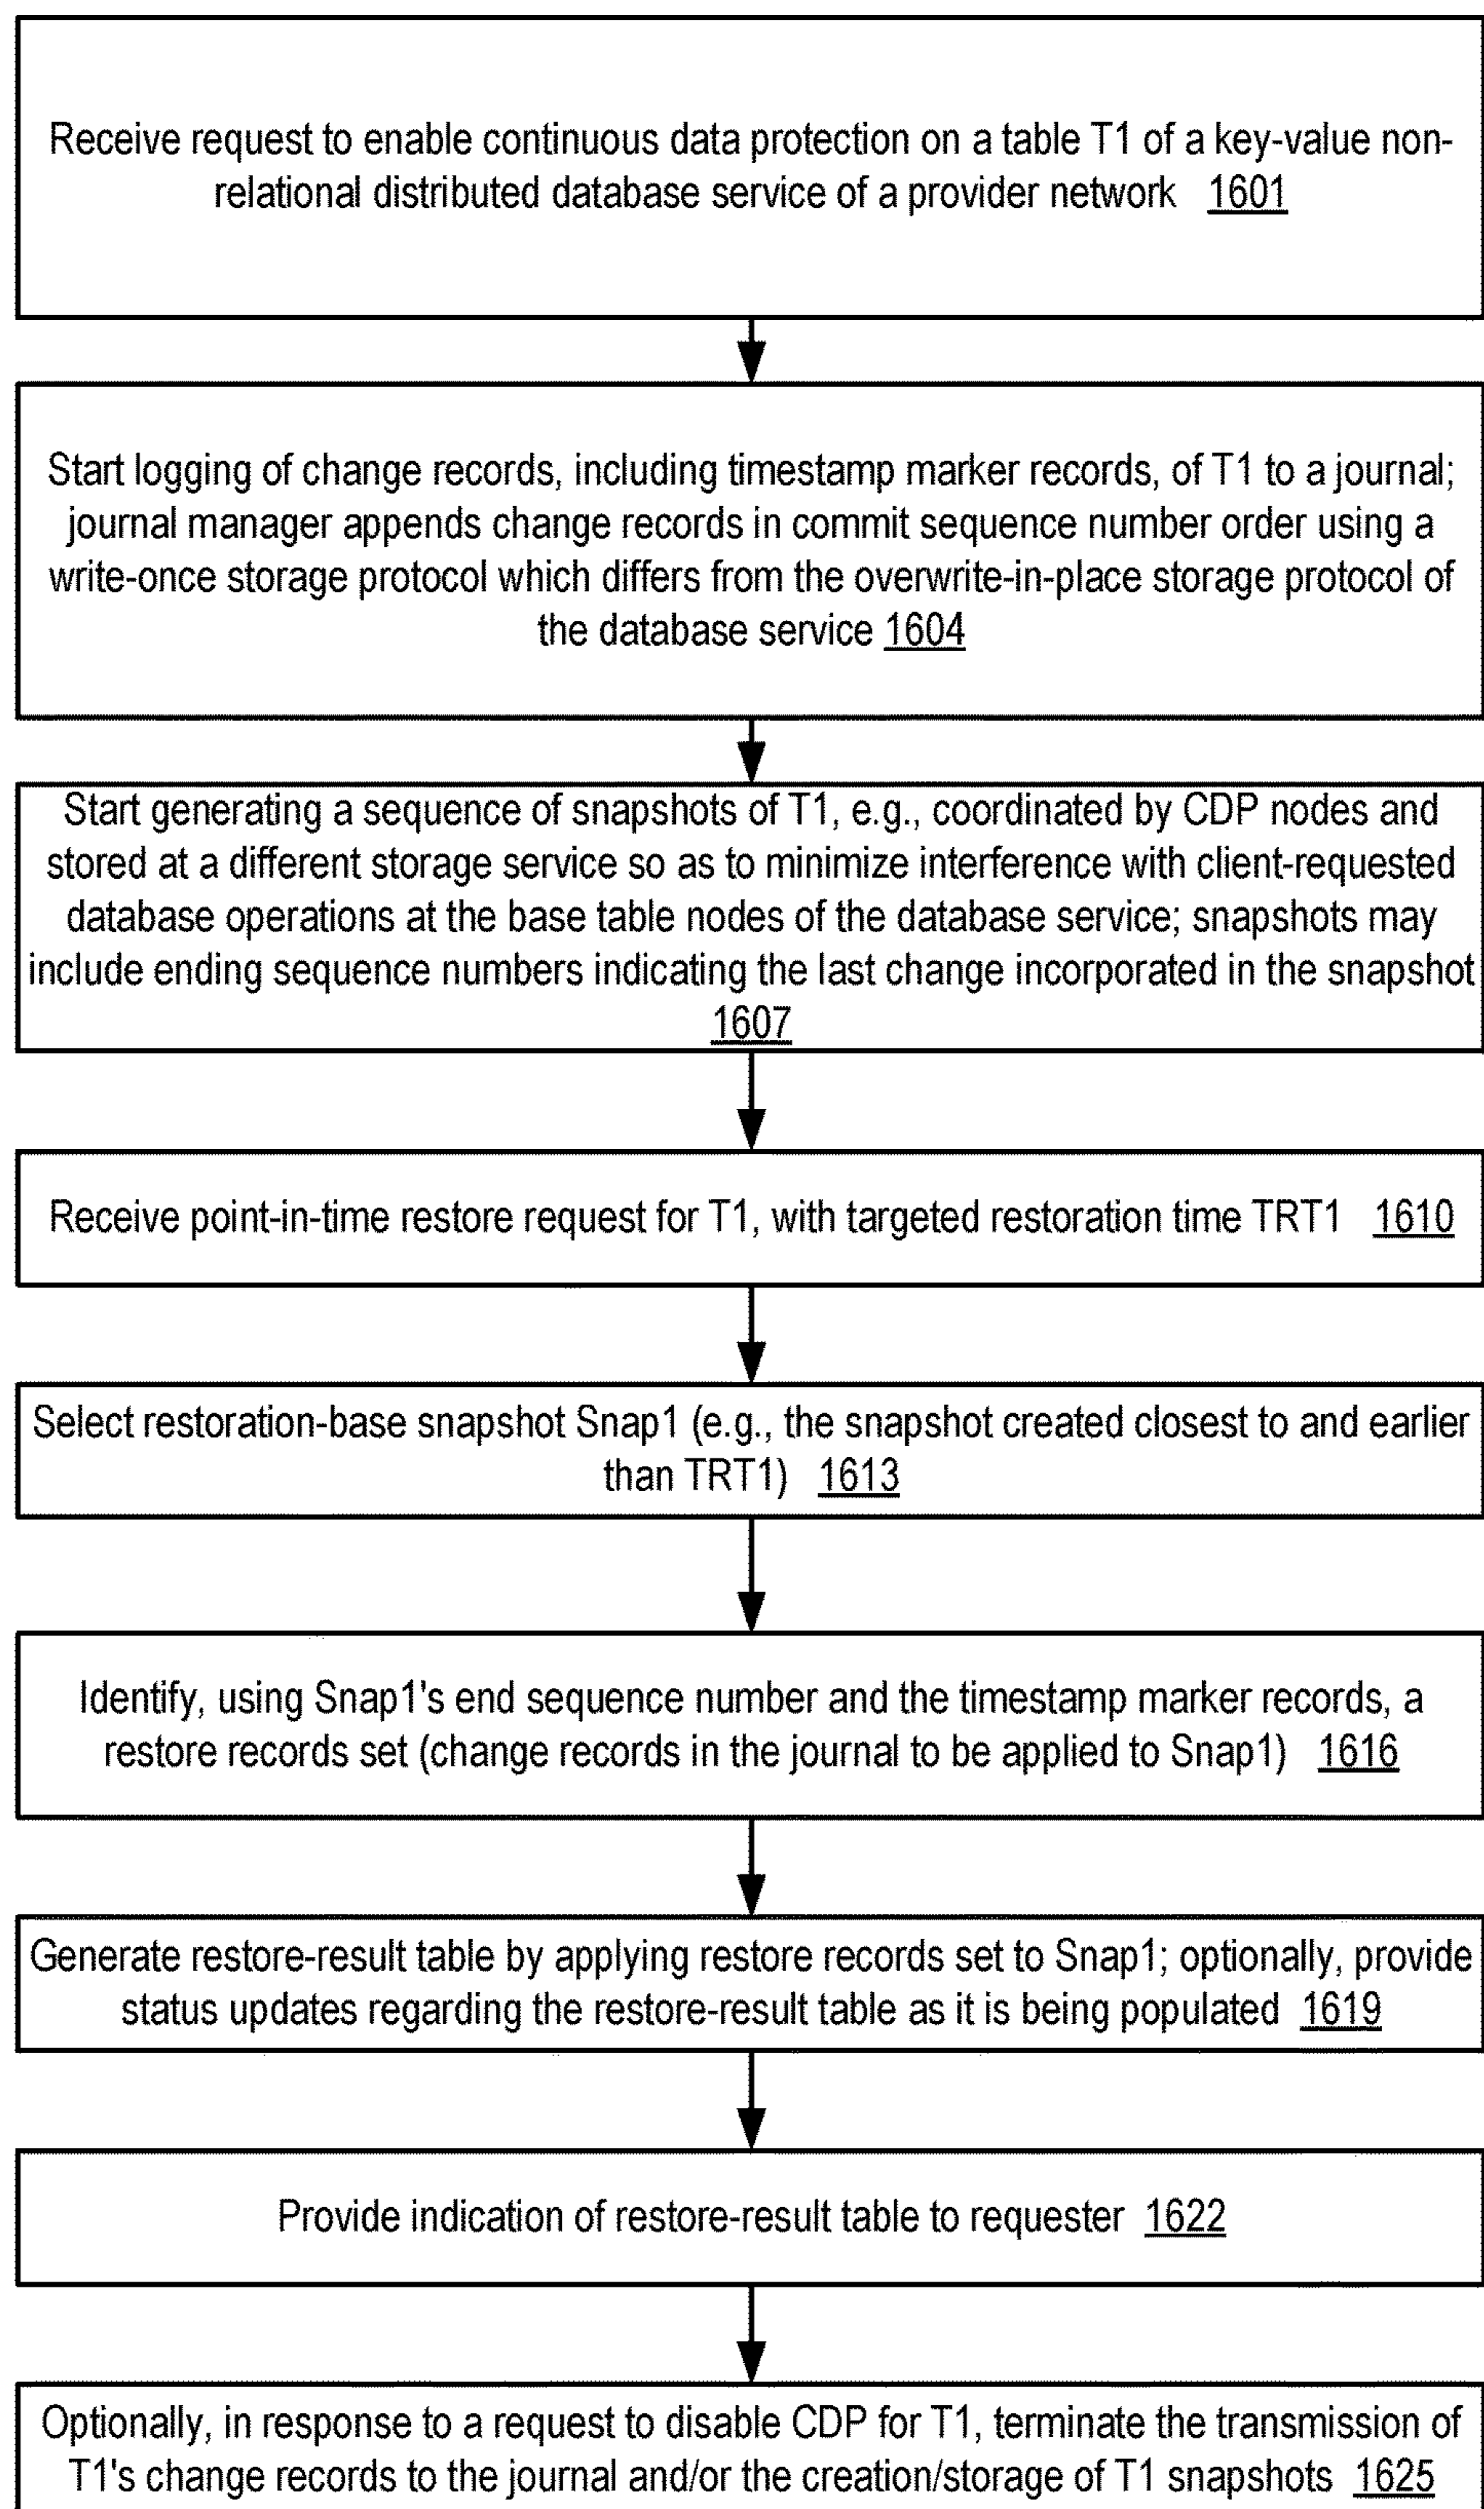 Receive request to enable continuous data protection on a table T1 of a key-value non-
relational distributed database service of a provider network 1601
Start logging of change records, including timestamp marker records, of T1 to a journal;
journal manager appends change records in commit sequence number order using a
write-once storage protocol which differs from the overwrite-in-place storage protocol of
the database service 1604
Start generating a sequence of snapshots of T1, e.g., coordinated by CDP nodes and
stored at a different storage service so as to minimize interference with client-requested
database operations at the base table nodes of the database service; snapshots may
include ending sequence numbers indicating the last change incorporated in the snapshot
1607
Receive point-in-time restore request for T1, with targeted restoration time TRT1 1610
Select restoration-base snapshot Snap1 (e.g., the snapshot created closest to and earlier
than TRT1) 1613
Identify, using Snap1's end sequence number and the timestamp marker records, a
restore records set (change records in the journal to be applied to Snap1) 1616
Generate restore-result table by applying restore records set to Snap1; optionally, provide
status updates regarding the restore-result table as it is being populated 1619
Provide indication of restore-result table to requester 1622
Optionally, in response to a request to disable CDP for T1, terminate the transmission of
T1's change records to the journal and/or the creation/storage of T1 snapshots 1625